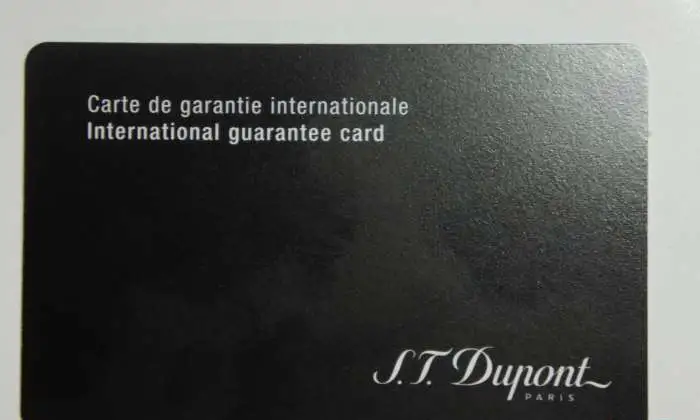 Carte de garantie internationale
International guarantee card
S.T. Dupont
PARIS